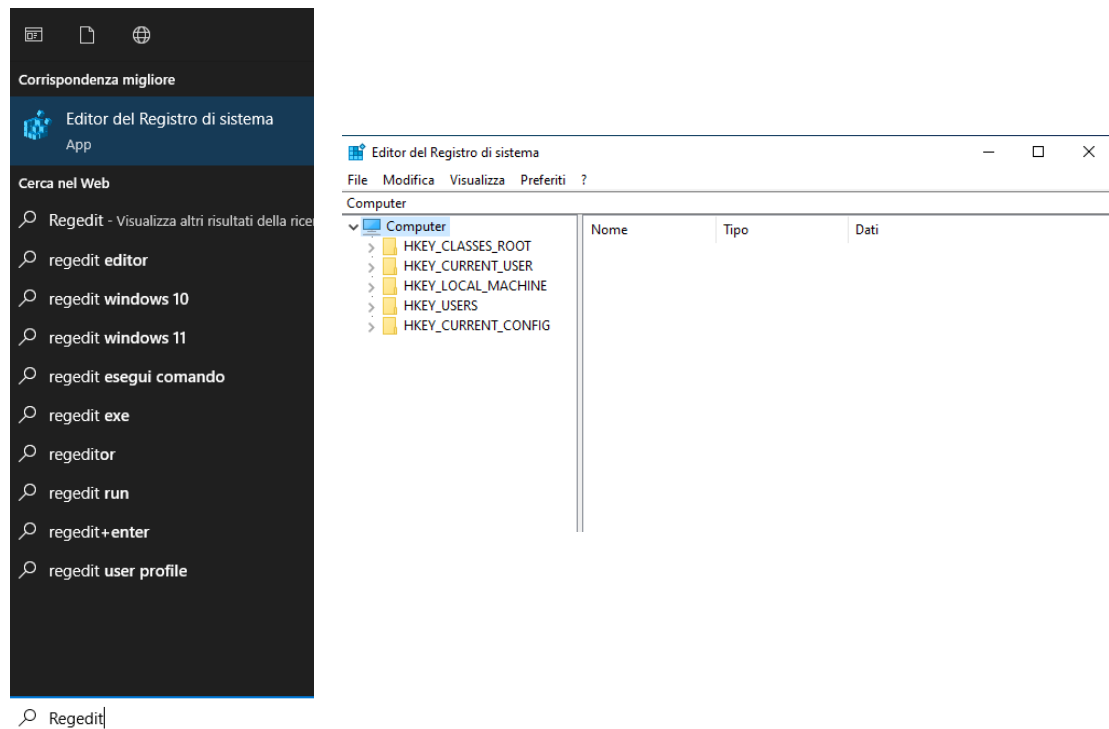 Corrispondenza migliore
Editor del Registro di sistema
App
Cerca nel Web
Regedit - Visualizza altri risultati della
regedit editor
regedit windows 10
regedit windows 11
regedit esegui comando
regedit exe
regeditor
regedit run
regedit+enter
regedit user profile
Regedit
Editor del Registro di sistema
File Modifica Visualizza Preferiti ?
Computer
Computer
HKEY_CLASSES_ROOT
HKEY_CURRENT_USER
HKEY_LOCAL_MACHINE
HKEY_USERS
HKEY_CURRENT_CONFIG
Nome Tipo Dati